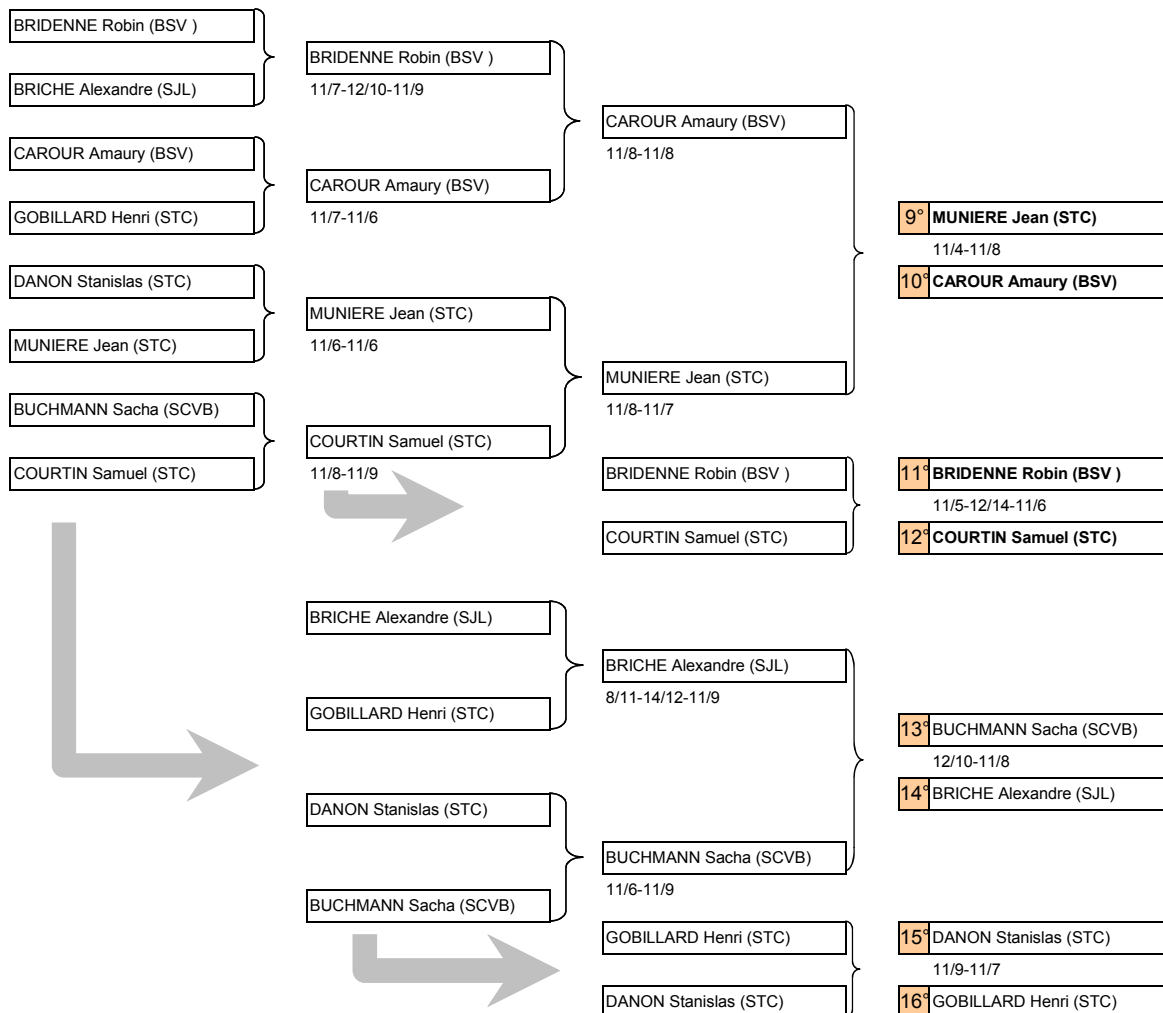 BRIDENNE Robin (BSV )
BRIDENNE Robin (BSV )
BRICHE Alexandre (SJL)
11/7-12/10-11/9
CAROUR Amaury (BSV)
CAROUR Amaury (BSV)
11/8-11/8
CAROUR Amaury (BSV)
GOBILLARD Henri (STC)
11/7-11/6
9° MUNIERE Jean (STC)
11/4-11/8
DANON Stanislas (STC)
10° CAROUR Amaury (BSV)
MUNIERE Jean (STC)
MUNIERE Jean (STC)
11/6-11/6
MUNIERE Jean (STC)
BUCHMANN Sacha (SCVB)
11/8-11/7
COURTIN Samuel (STC)
COURTIN Samuel (STC)
11/8-11/9
BRIDENNE Robin (BSV )
11° BRIDENNE Robin (BSV )
11/5-12/14-11/6
COURTIN Samuel (STC)
12° COURTIN Samuel (STC)
BRICHE Alexandre (SJL)
BRICHE Alexandre (SJL)
8/11-14/12-11/9
GOBILLARD Henri (STC)
13° BUCHMANN Sacha (SCVB)
12/10-11/8
14° BRICHE Alexandre (SJL)
DANON Stanislas (STC)
BUCHMANN Sacha (SCVB)
11/6-11/9
BUCHMANN Sacha (SCVB)
GOBILLARD Henri (STC)
15° DANON Stanislas (STC)
11/9-11/7
DANON Stanislas (STC)
16° GOBILLARD Henri (STC)